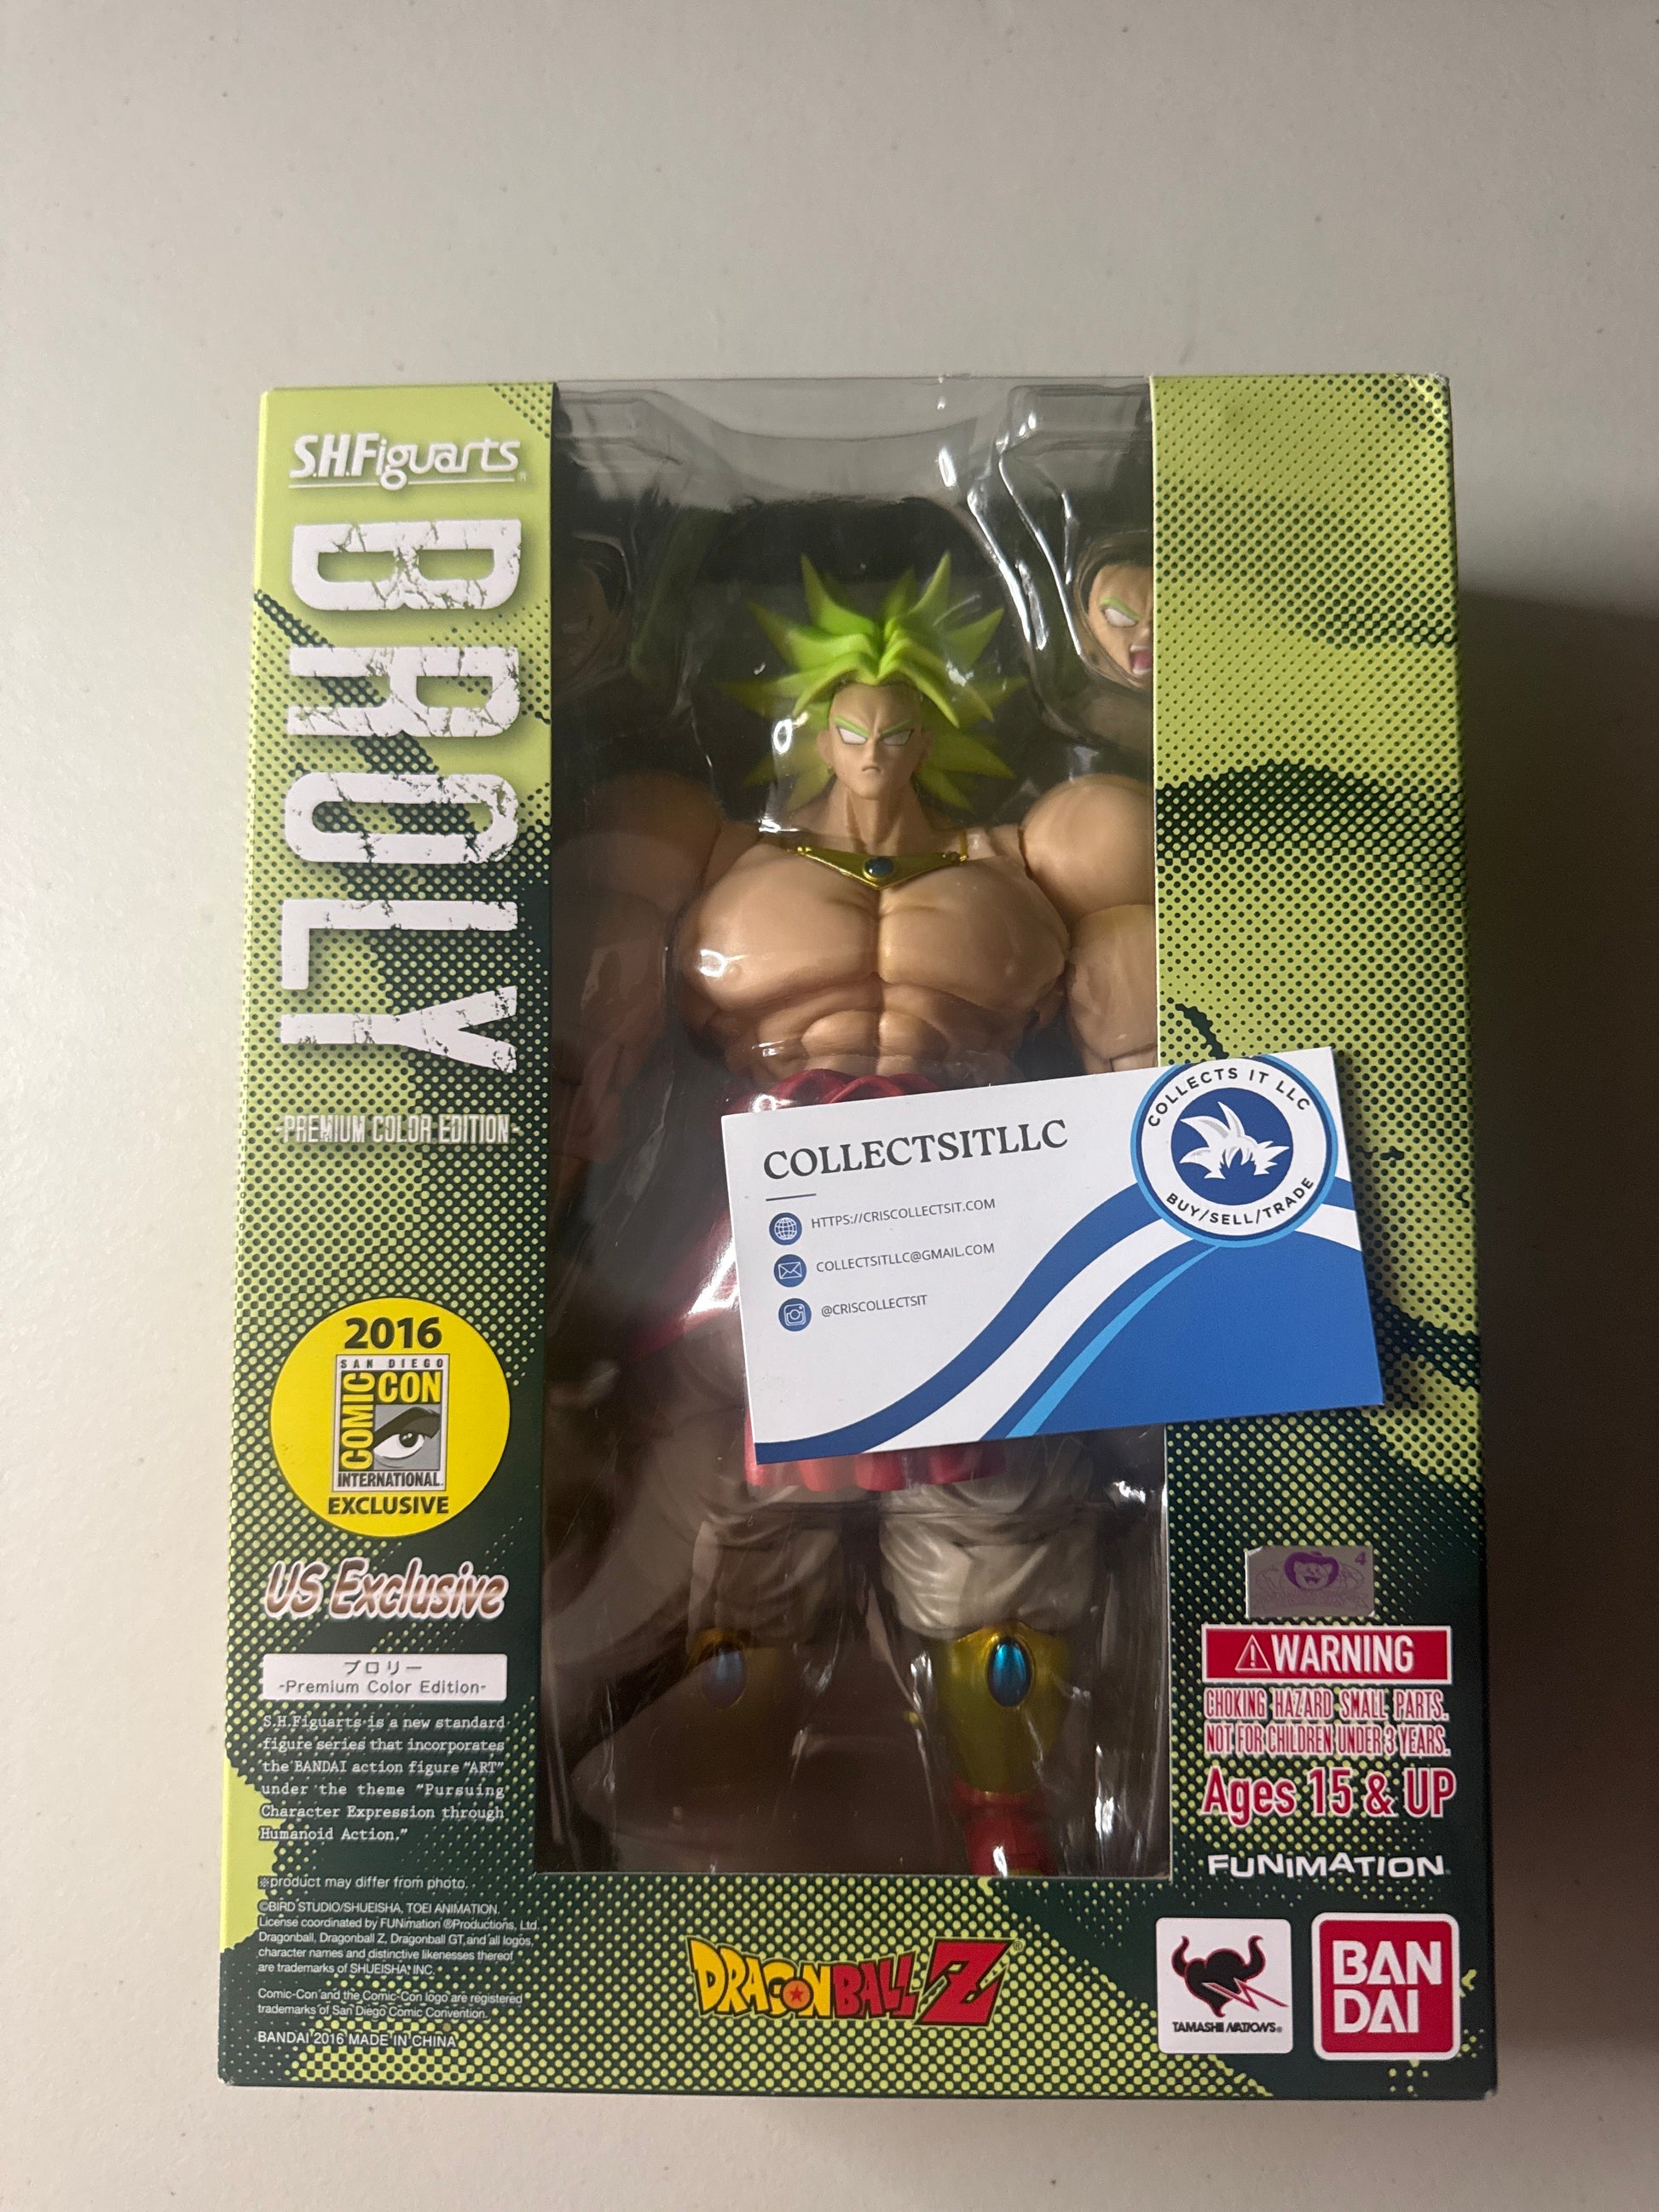 S.H.Figuarts
BROLY
-PREMIUM COLOR EDITION-
2016
SAN DIEGO
COMIC CON
INTERNATIONAL
EXCLUSIVE
US Exclusive
ブロリー
-Premium Color Edition-
S.H.Figuarts is a new standard
figure series that incorporates
the BANDAI action figure "ART"
under the theme "Pursuing
Character Expression through
Humanoid Action."
※product may differ from photo.
©BIRD STUDIO/SHUEISHA, TOEI ANIMATION.
License coordinated by FUNimation ®Productions, Ltd.
Dragonball, Dragonball Z, Dragonball GT,and all logos,
character names and distinctive likenesses thereof
are trademarks of SHUEISHA, INC.
Comic-Con and the Comic-Con logo are registered
trademarks of San Diego Comic Convention.
BANDAI 2016 MADE IN CHINA
COLLECTSITLLC
HTTPS://CRISCOLLECTSIT.COM
COLLECTSITLLC@GMAIL.COM
@CRISCOLLECTSIT
COLLECTS IT LLC
BUY/SELL/TRADE
DRAGONBALL Z
4
⚠WARNING
CHOKING HAZARD-SMALL PARTS.
NOT FOR CHILDREN UNDER 3 YEARS.
Ages 15 & UP
FUNiMATION
TAMASHII NATIONS
BAN
DAI